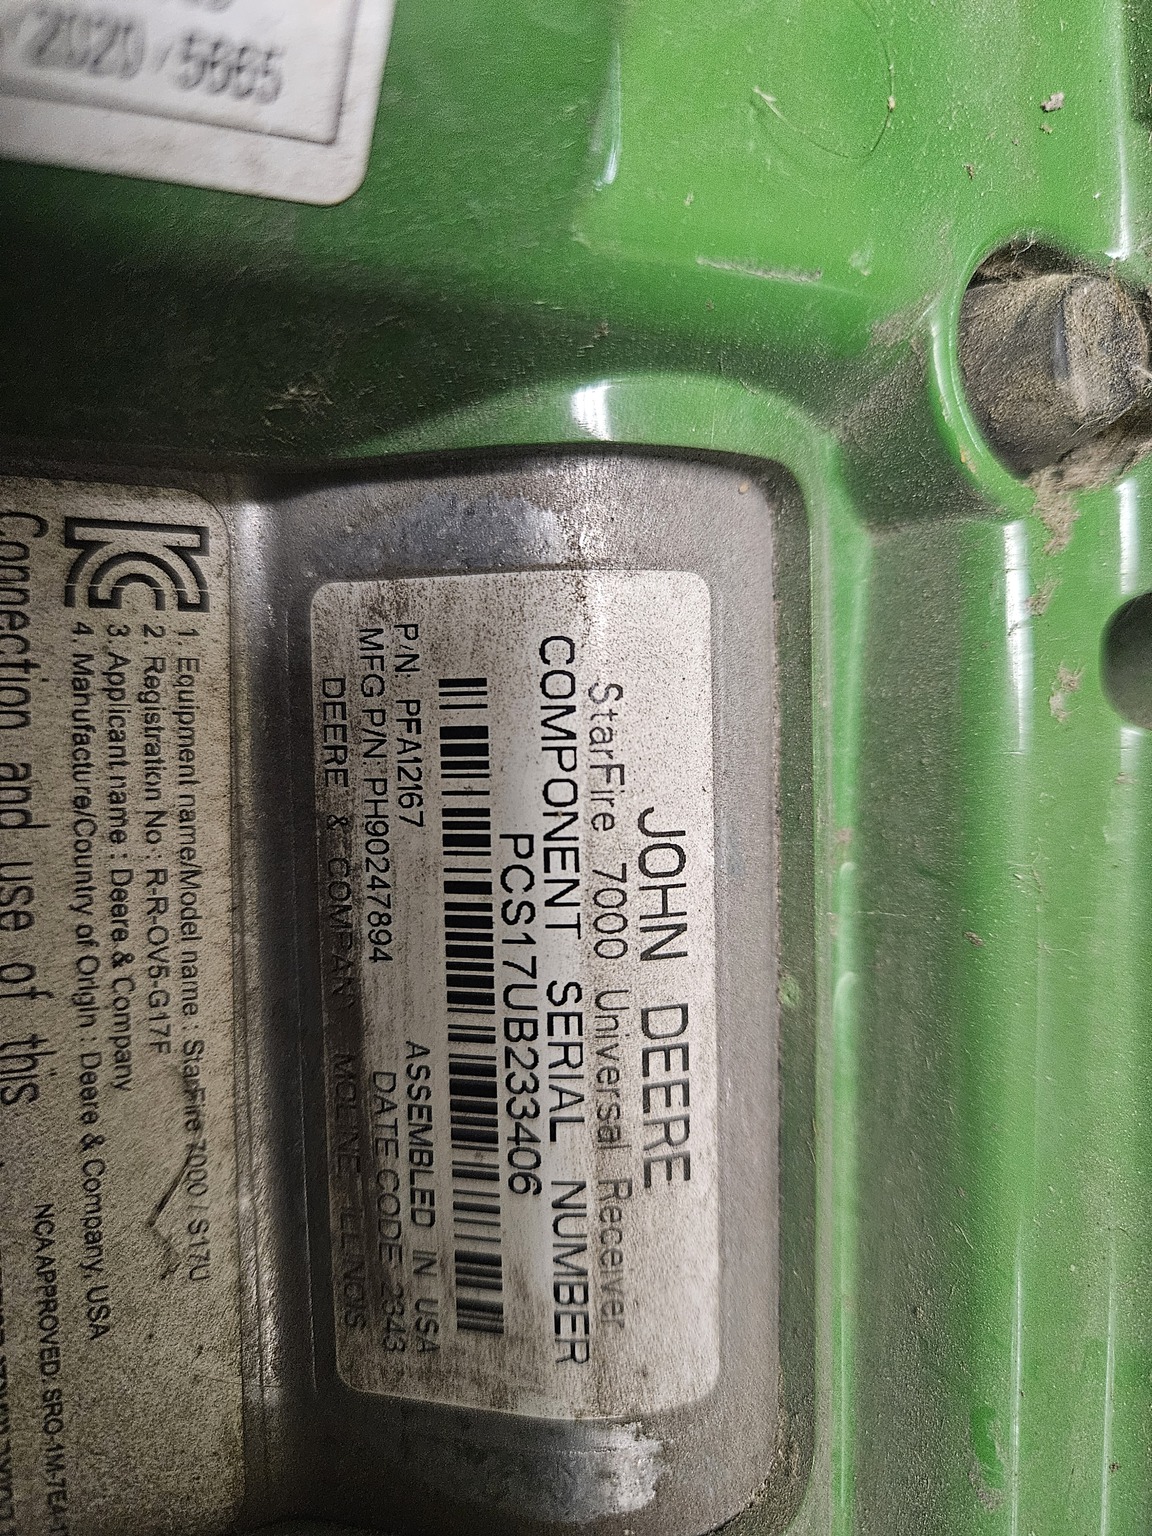 2020 / 5665
JOHN DEERE
StarFire 7000 Universal Receiver
COMPONENT SERIAL NUMBER
PCS17UB233406
P/N PFA12167 ASSEMBLED IN USA
MFG P/N PH90247894 DATE CODE 2343
DEERE & COMPANY MOLINE ILLINOIS
1. Equipment name/Model name : StarFire 7000 / S17U
2. Registration No : R-R-OV5-G17F
3. Applicant name : Deere & Company
4. Manufacture/Country of Origin : Deere & Company, USA
NCA APPROVED: SRO-1M-7E4-
Connection and use of this